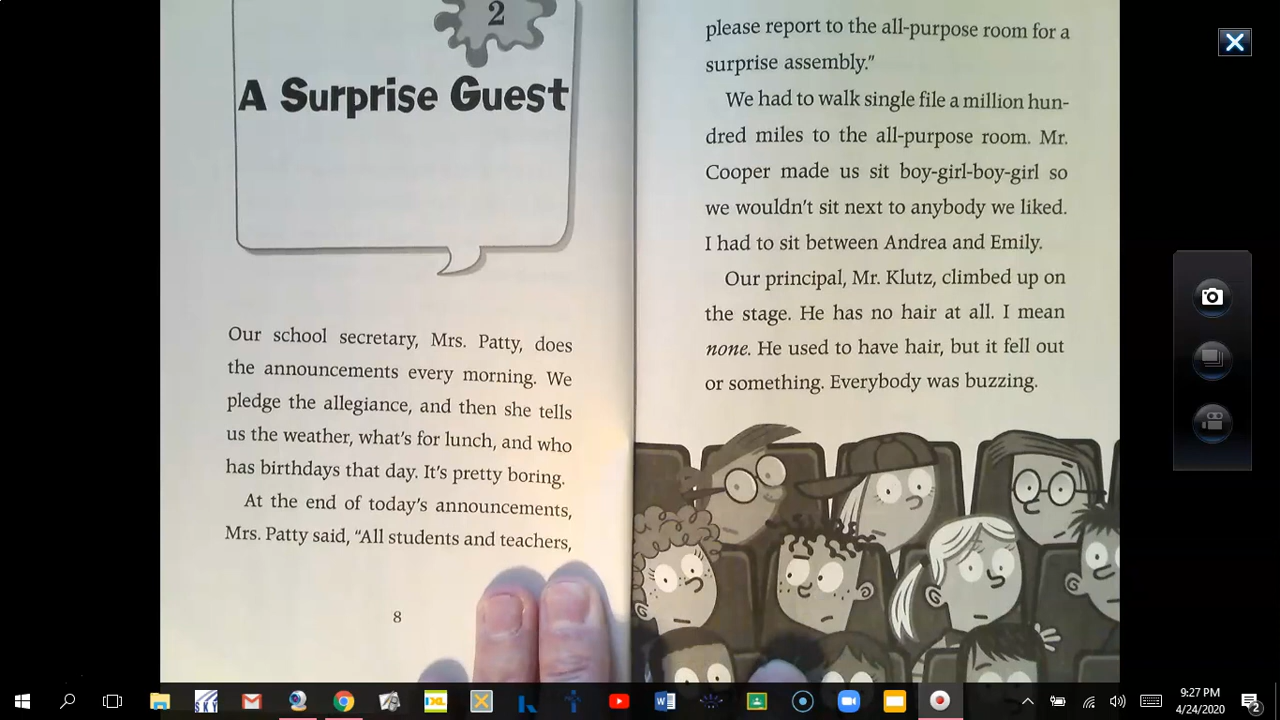 2
A Surprise Guest
Our school secretary, Mrs. Patty, does
the announcements every morning. We
pledge the allegiance, and then she tells
us the weather, what's for lunch, and who
has birthdays that day. It's pretty boring.
At the end of today's announcements,
Mrs. Patty said, "All students and teachers,
8
please report to the all-purpose room for a
surprise assembly."
We had to walk single file a million hun-
dred miles to the all-purpose room. Mr.
Cooper made us sit boy-girl-boy-girl so
we wouldn't sit next to anybody we liked.
I had to sit between Andrea and Emily.
Our principal, Mr. Klutz, climbed up on
the stage. He has no hair at all. I mean
none. He used to have hair, but it fell out
or something. Everybody was buzzing.
IXL
9:27 PM
4/24/2020
2